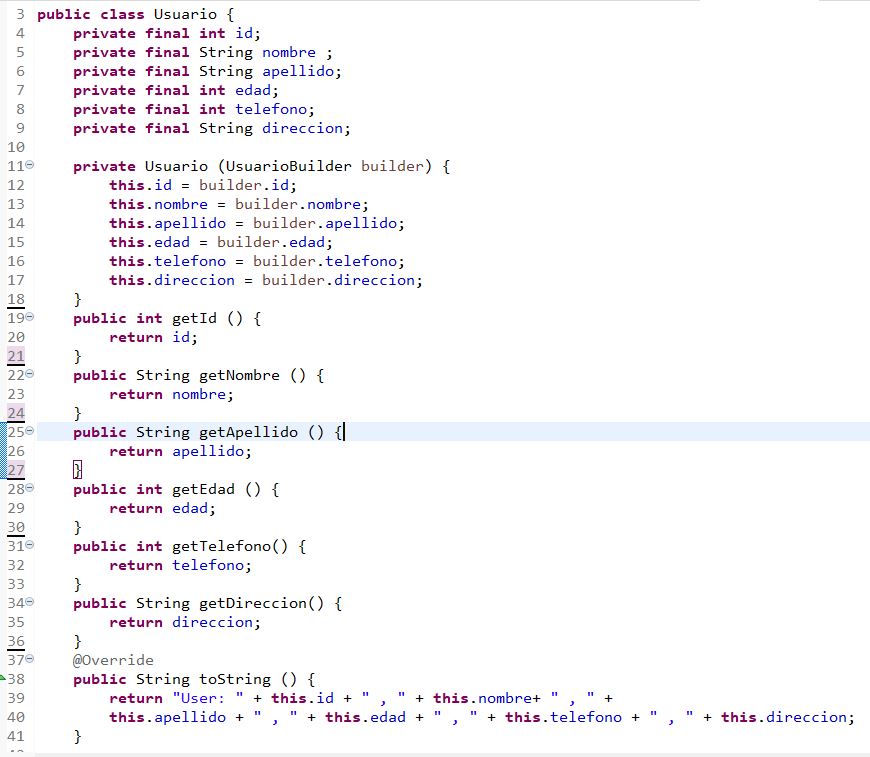 3 public class Usuario {
4     private final int id;
5     private final String nombre ;
6     private final String apellido;
7     private final int edad;
8     private final int telefono;
9     private final String direccion;
10
11     private Usuario (UsuarioBuilder builder) {
12         this.id = builder.id;
13         this.nombre = builder.nombre;
14         this.apellido = builder.apellido;
15         this.edad = builder.edad;
16         this.telefono = builder.telefono;
17         this.direccion = builder.direccion;
18     }
19     public int getId () {
20         return id;
21     }
22     public String getNombre () {
23         return nombre;
24     }
25     public String getApellido () {
26         return apellido;
27     }
28     public int getEdad () {
29         return edad;
30     }
31     public int getTelefono() {
32         return telefono;
33     }
34     public String getDireccion() {
35         return direccion;
36     }
37     @Override
38     public String toString () {
39         return "User: " + this.id + " , " + this.nombre+ " , " +
40         this.apellido + " , " + this.edad + " , " + this.telefono + " , " + this.direccion;
41     }